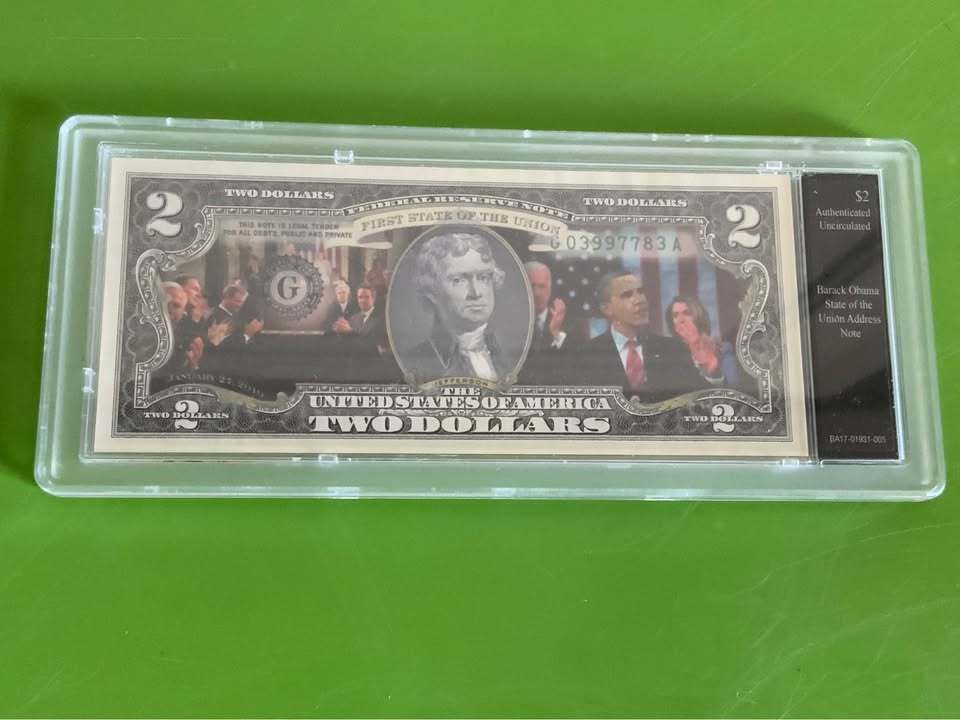 TWO DOLLARS
FEDERAL RESERVE NOTE
TWO DOLLARS
2
2
FIRST STATE OF THE UNION
THIS NOTE IS LEGAL TENDER
FOR ALL DEBTS, PUBLIC AND PRIVATE
G 03997783 A
G
JEFFERSON
THE
UNITED STATES OF AMERICA
TWO DOLLARS
TWO DOLLARS
2
TWO DOLLARS
2
$2
Authenticated
Uncirculated
Barack Obama
State of the
Union Address
Note
BA17-01931-005